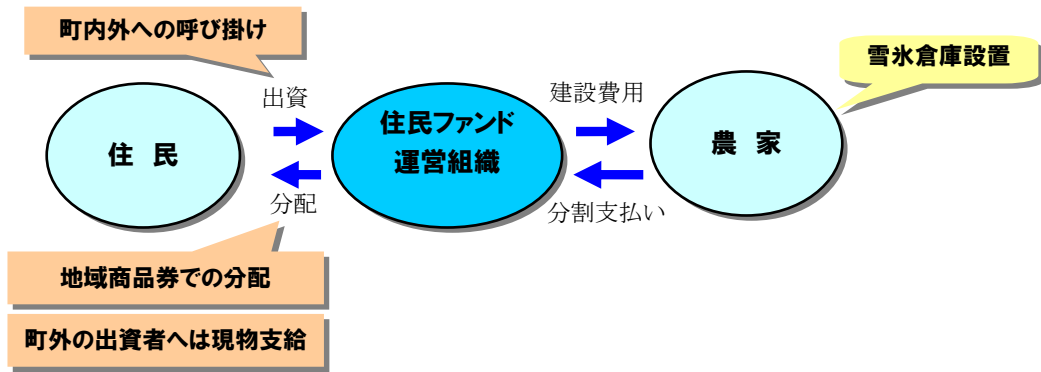 町内外への呼び掛け
雪氷倉庫設置
出資
建設費用
住 民
住民ファンド
運営組織
農 家
分配
分割支払い
地域商品券での分配
町外の出資者へは現物支給